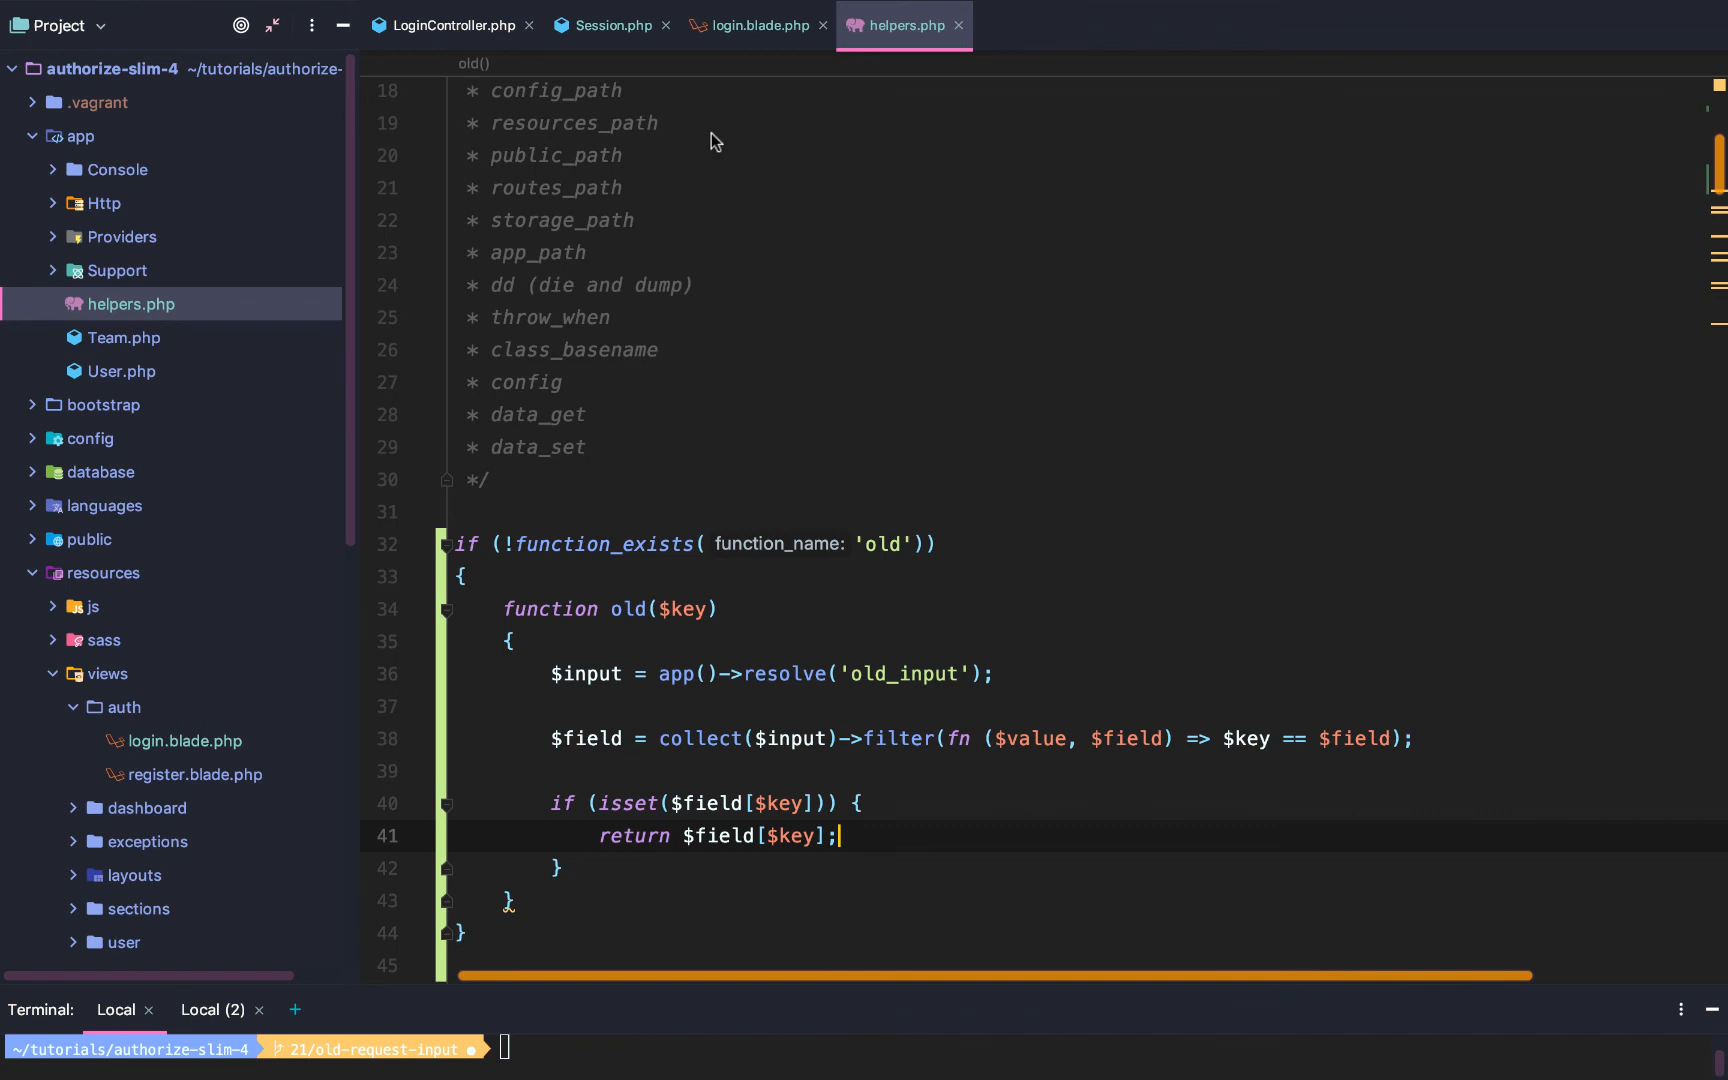 Project
LoginController.php
Session.php
login.blade.php
helpers.php
authorize-slim-4 ~/tutorials/authorize-
.vagrant
app
Console
Http
Providers
Support
helpers.php
Team.php
User.php
bootstrap
config
database
languages
public
resources
js
sass
views
auth
login.blade.php
register.blade.php
dashboard
exceptions
layouts
sections
user
old()
18 * config_path
19 * resources_path
20 * public_path
21 * routes_path
22 * storage_path
23 * app_path
24 * dd (die and dump)
25 * throw_when
26 * class_basename
27 * config
28 * data_get
29 * data_set
30 */
31
32 if (!function_exists( function_name: 'old'))
33 {
34 function old($key)
35 {
36 $input = app()->resolve('old_input');
37
38 $field = collect($input)->filter(fn ($value, $field) => $key == $field);
39
40 if (isset($field[$key])) {
41 return $field[$key];
42 }
43 }
44 }
45
Terminal: Local Local (2) +
~/tutorials/authorize-slim-4 21/old-request-input